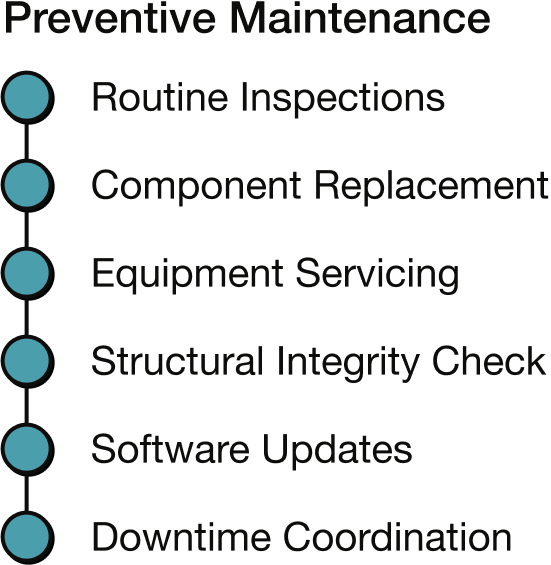 Preventive Maintenance
Routine Inspections
Component Replacement
Equipment Servicing
Structural Integrity Check
Software Updates
Downtime Coordination